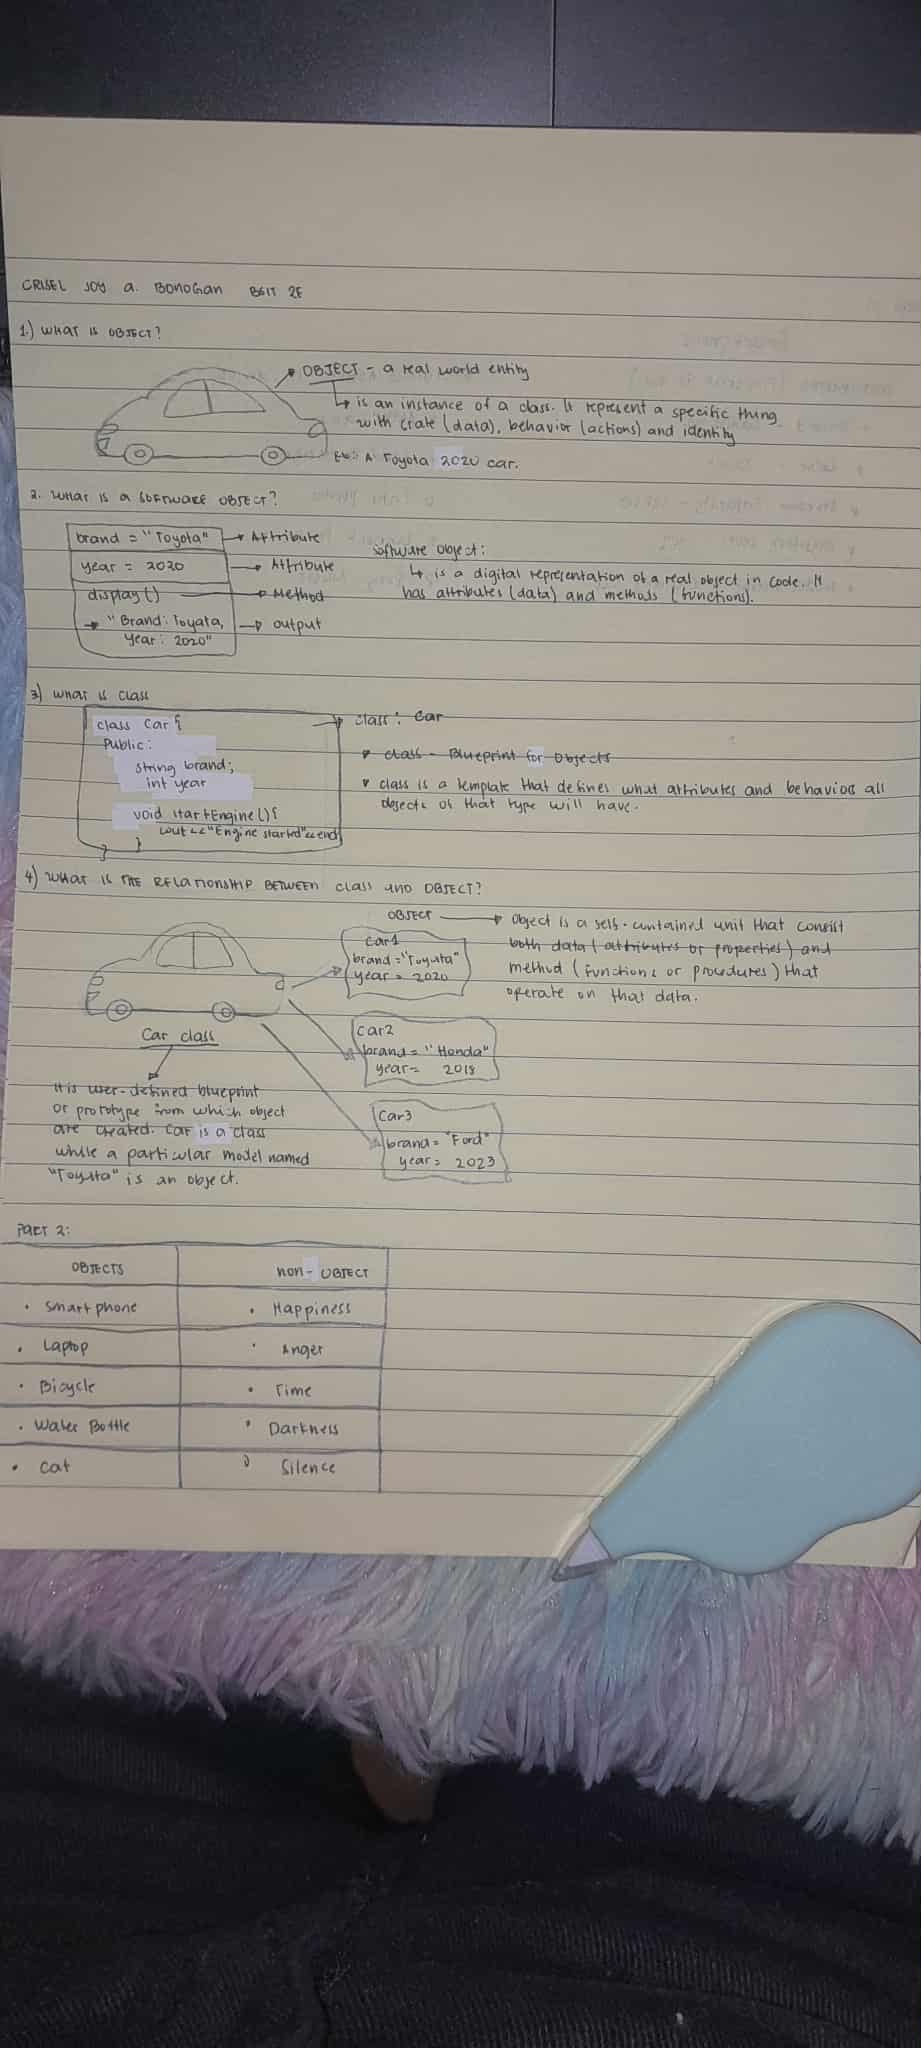 CRISEL JOY A. BONOGAN BSIT 2E
1.) WHAT IS OBJECT?
OBJECT - a real world entity
is an instance of a class. It represent a specific thing
with crate (data), behavior (actions) and identity
Ex: A Toyota 2020 car.
2. WHAT IS A SOFTWARE OBJECT?
brand = "Toyota" Attribute
year = 2020 Attribute
display() Method
"Brand: Toyata, output
Year: 2020"
Software object:
is a digital representation of a real object in code. It
has attributes (data) and methods (functions).
3) what is class
class Car {
Public:
string brand;
int year
void startEngine() {
cout << "Engine started" << end
}
}
class: Car
class - Blueprint for Objects
class is a template that defines what attributes and behaviors all
objects of that type will have.
4) WHAT IS THE RELATIONSHIP BETWEEN CLASS AND OBJECT?
OBJECT
Object is a self-contained unit that consist
both data (attributes or properties) and
method (functions or procedures) that
operate on that data.
Car1
brand = "Toyota"
year = 2020
Car2
brand = "Honda"
year = 2018
Car3
brand = "Ford"
year = 2023
Car class
It is user-defined blueprint
or prototype from which object
are created. Car is a class
while a particular model named
"Toyota" is an object.
PART 2:
OBJECTS non-OBJECT
• Smartphone • Happiness
• Laptop • Anger
• Bicycle • Time
• Water Bottle • Darkness
• Cat • Silence